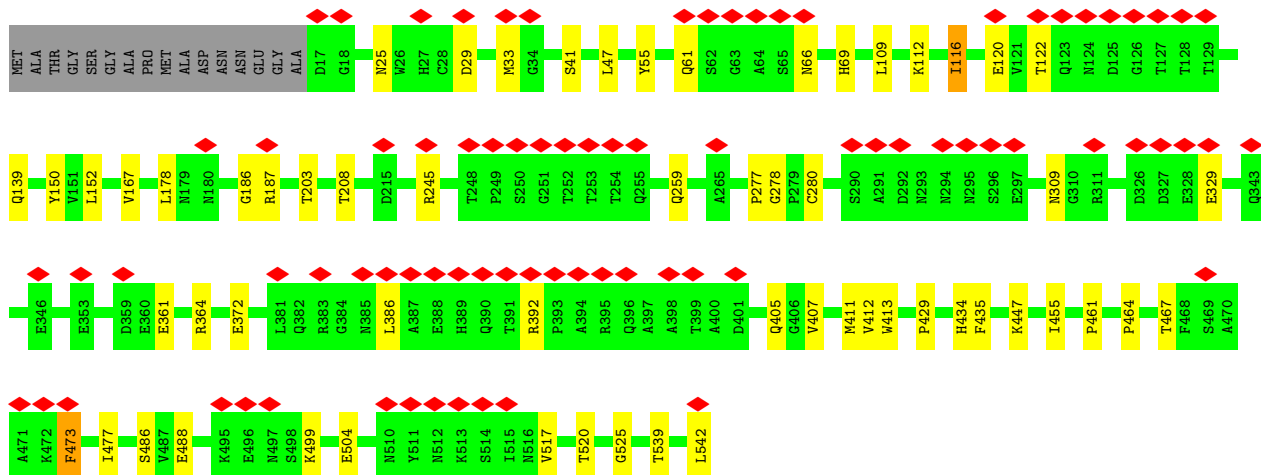 MET ALA THR GLY SER GLY ALA PRO MET ALA ASP ASN ASN GLU GLY ALA D17 G18 N25 W26 H27 C28 D29 M33 G34 S41 L47 Y55 Q61 S62 G63 A64 S65 N66 H69 L109 K112 I116 E120 V121 T122 Q123 N124 D125 G126 T127 T128 T129
Q139 Y150 V151 L152 V167 L178 N179 N180 G186 R187 T203 T208 D215 R245 T248 P249 S250 G251 T252 T253 T254 Q255 Q259 A265 P277 G278 P279 C280 S290 A291 D292 N293 N294 N295 S296 E297 N309 G310 R311 D326 D327 E328 E329 Q343
E346 E353 D359 E360 E361 R364 E372 L381 Q382 R383 G384 N385 L386 A387 E388 H389 Q390 T391 R392 P393 A394 R395 Q396 A397 A398 T399 A400 D401 Q405 G406 V407 M411 V412 W413 P429 H434 F435 K447 I455 P461 P464 T467 F468 S469 A470
A471 K472 F473 I477 S486 V487 E488 K495 E496 N497 S498 K499 E504 N510 Y511 N512 K513 S514 I515 N516 V517 T520 G525 T539 L542